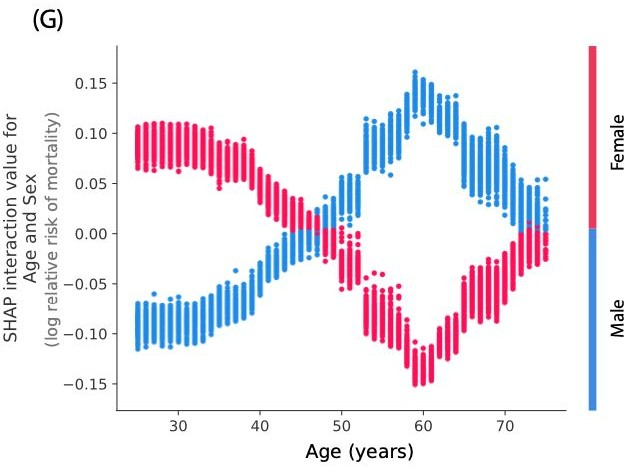 (G)
SHAP interaction value for
Age and Sex
(log relative risk of mortality)
0.15
0.10
0.05
0.00
−0.05
−0.10
−0.15
30 40 50 60 70
Age (years)
Female
Male